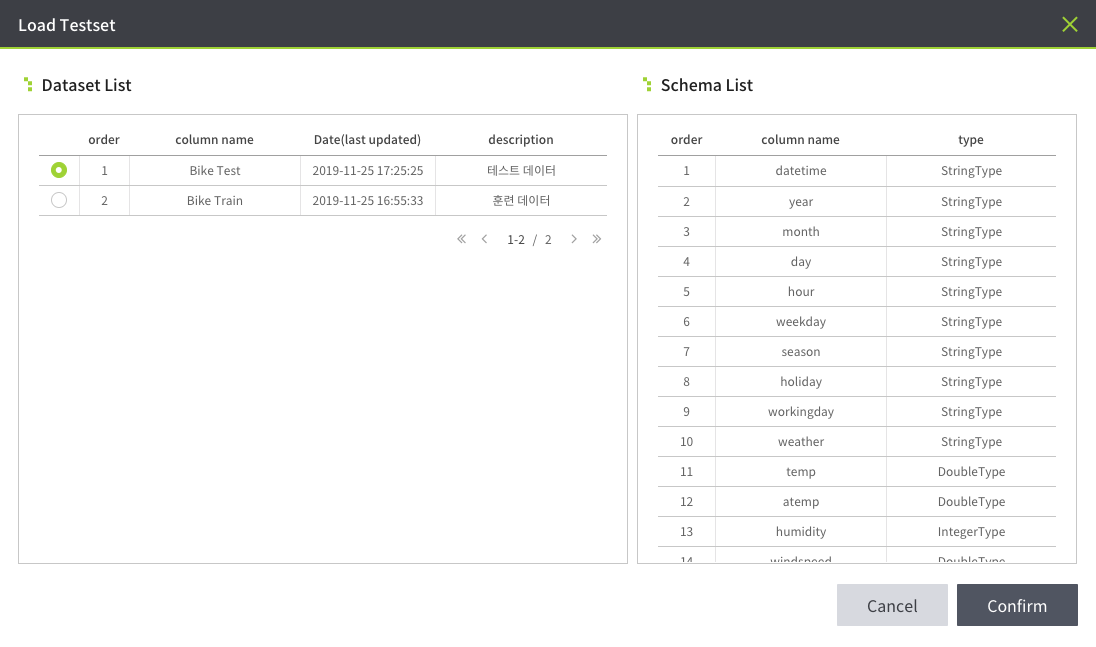 Load Testset
Dataset List
order column name Date(last updated) description
1 Bike Test 2019-11-25 17:25:25 테스트 데이터
2 Bike Train 2019-11-25 16:55:33 훈련 데이터
1-2 / 2
Schema List
order column name type
1 datetime StringType
2 year StringType
3 month StringType
4 day StringType
5 hour StringType
6 weekday StringType
7 season StringType
8 holiday StringType
9 workingday StringType
10 weather StringType
11 temp DoubleType
12 atemp DoubleType
13 humidity IntegerType
14 windspeed DoubleType
Cancel Confirm